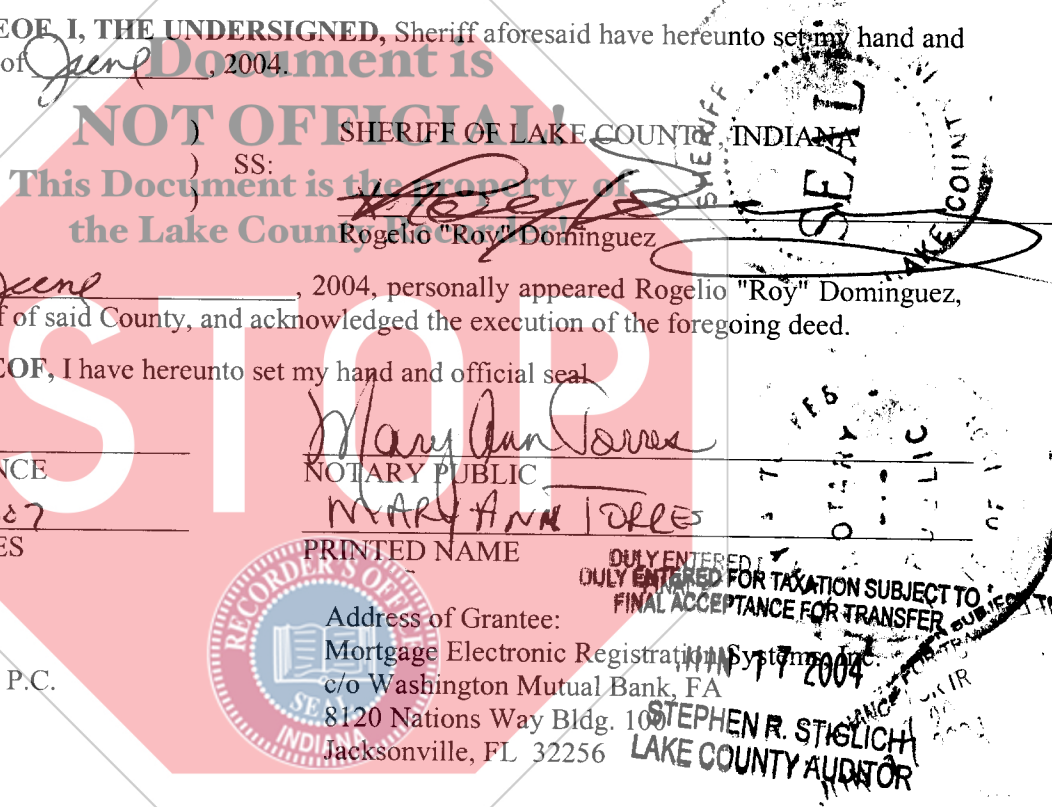 EOF, I, THE UNDERSIGNED, Sheriff aforesaid have hereunto set my hand and
of June, 2004.
Document is
NOT OFFICIAL!
This Document is the property of
the Lake County Recorder!
STOP
) SHERIFF OF LAKE COUNTY, INDIANA
) SS:
)
Rogelio "Roy" Dominguez
SHERIFF
SEAL
LAKE COUNTY
June, 2004, personally appeared Rogelio "Roy" Dominguez,
f of said County, and acknowledged the execution of the foregoing deed.
EOF, I have hereunto set my hand and official seal
Mary Ann Torres
NCE NOTARY PUBLIC
MARY ANN TORRES
ES PRINTED NAME
RECORDER'S OFFICE
SEAL
INDIANA
DULY ENTERED
DULY ENTERED FOR TAXATION SUBJECT TO
FINAL ACCEPTANCE FOR TRANSFER
Address of Grantee:
Mortgage Electronic Registration Systems, Inc.
JUN 17 2004
P.C. c/o Washington Mutual Bank, FA
8120 Nations Way Bldg. 100
Jacksonville, FL 32256
STEPHEN R. STIGLICH
LAKE COUNTY AUDITOR